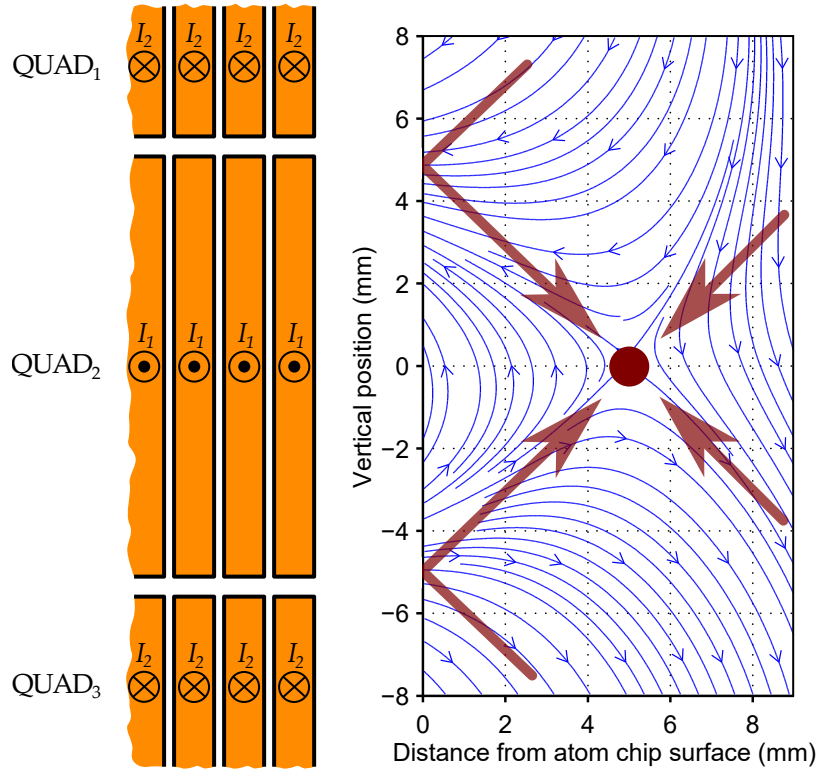 QUAD₁
I₂ I₂ I₂ I₂
QUAD₂
I₁ I₁ I₁ I₁
QUAD₃
I₂ I₂ I₂ I₂
Vertical position (mm)
8
6
4
2
0
−2
−4
−6
−8
0 2 4 6 8
Distance from atom chip surface (mm)